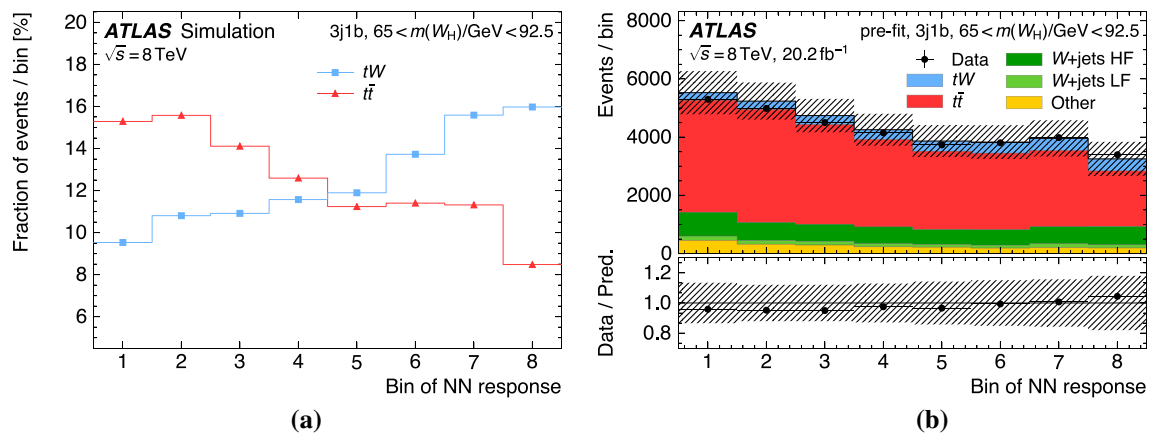 ATLAS Simulation
√s = 8 TeV
3j1b, 65 < m(W_H)/GeV < 92.5
tW
tt̄
Fraction of events / bin [%]
20
18
16
14
12
10
8
6
1 2 3 4 5 6 7 8
Bin of NN response
(a)
ATLAS
√s = 8 TeV, 20.2 fb⁻¹
pre-fit, 3j1b, 65 < m(W_H)/GeV < 92.5
Data
tW
tt̄
W+jets HF
W+jets LF
Other
Events / bin
8000
6000
4000
2000
0
Data / Pred.
1.2
1.0
0.8
1 2 3 4 5 6 7 8
Bin of NN response
(b)